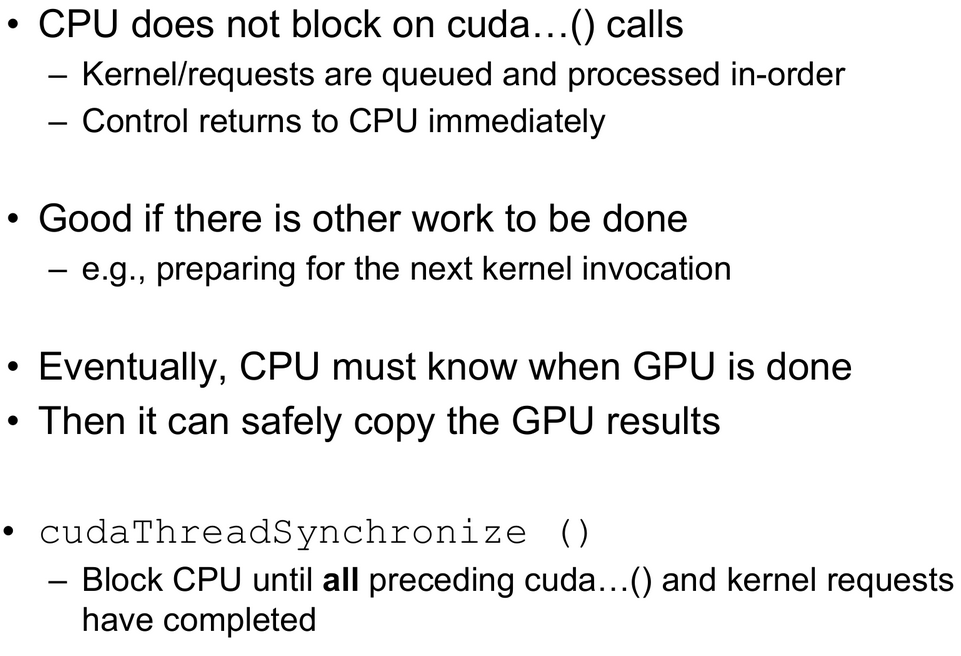 • CPU does not block on cuda…() calls
– Kernel/requests are queued and processed in-order
– Control returns to CPU immediately
• Good if there is other work to be done
– e.g., preparing for the next kernel invocation
• Eventually, CPU must know when GPU is done
• Then it can safely copy the GPU results
• cudaThreadSynchronize ()
– Block CPU until all preceding cuda…() and kernel requests
have completed